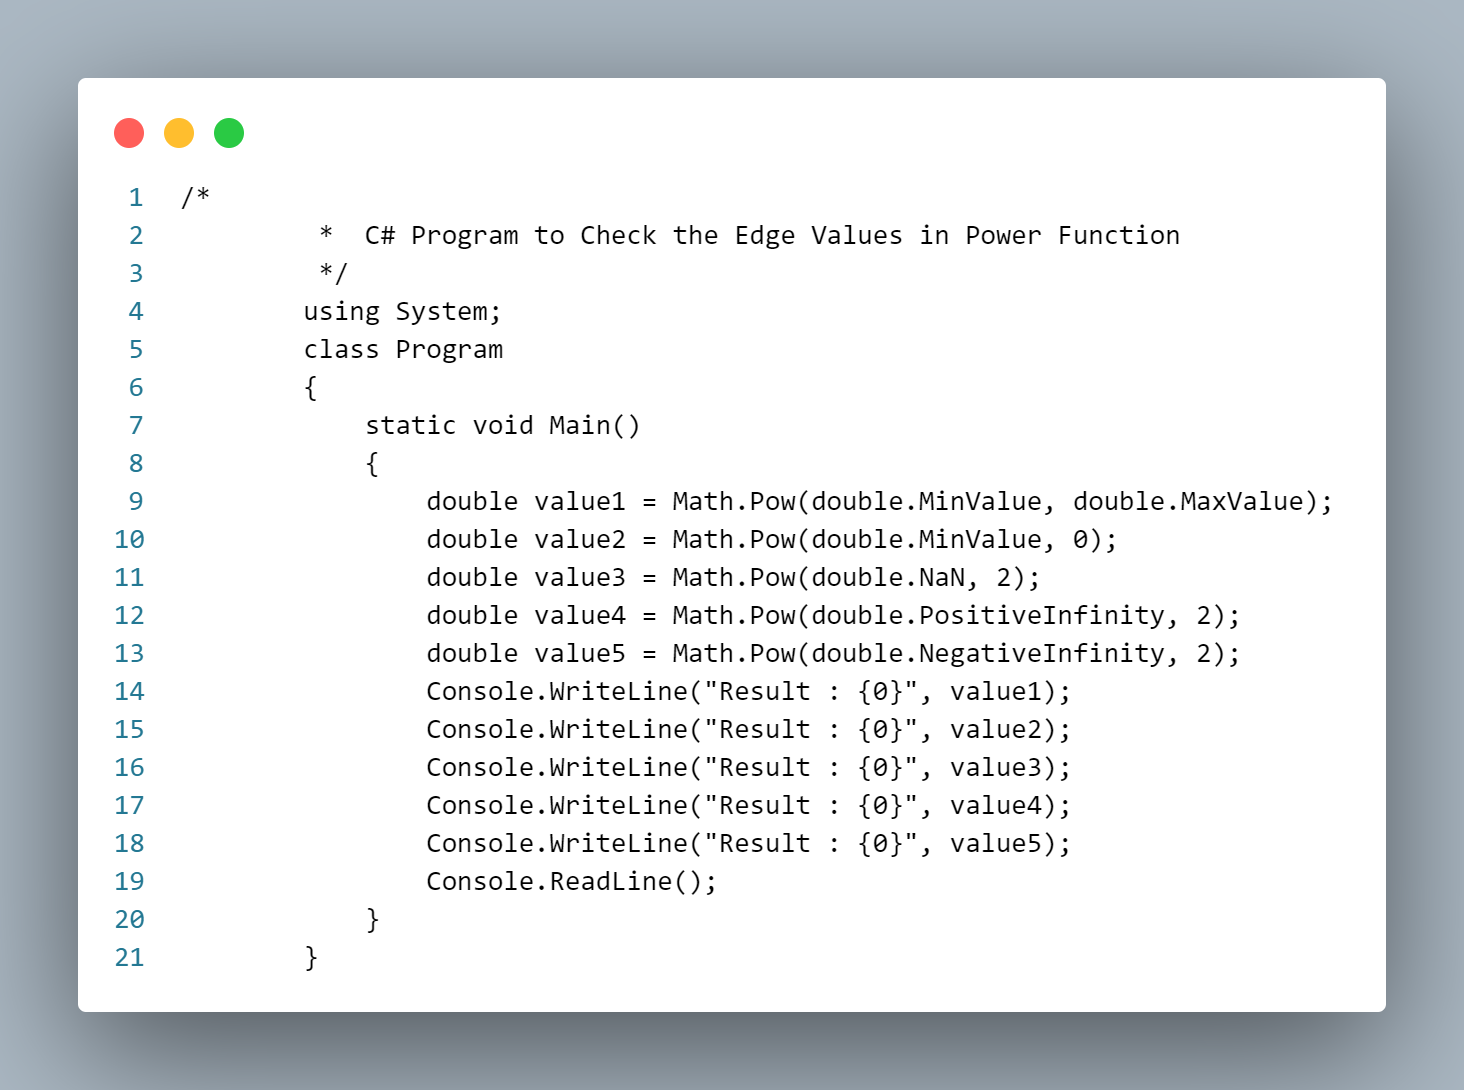 1 /*
2          *  C# Program to Check the Edge Values in Power Function
3          */
4         using System;
5         class Program
6         {
7             static void Main()
8             {
9                 double value1 = Math.Pow(double.MinValue, double.MaxValue);
10                 double value2 = Math.Pow(double.MinValue, 0);
11                 double value3 = Math.Pow(double.NaN, 2);
12                 double value4 = Math.Pow(double.PositiveInfinity, 2);
13                 double value5 = Math.Pow(double.NegativeInfinity, 2);
14                 Console.WriteLine("Result : {0}", value1);
15                 Console.WriteLine("Result : {0}", value2);
16                 Console.WriteLine("Result : {0}", value3);
17                 Console.WriteLine("Result : {0}", value4);
18                 Console.WriteLine("Result : {0}", value5);
19                 Console.ReadLine();
20             }
21         }